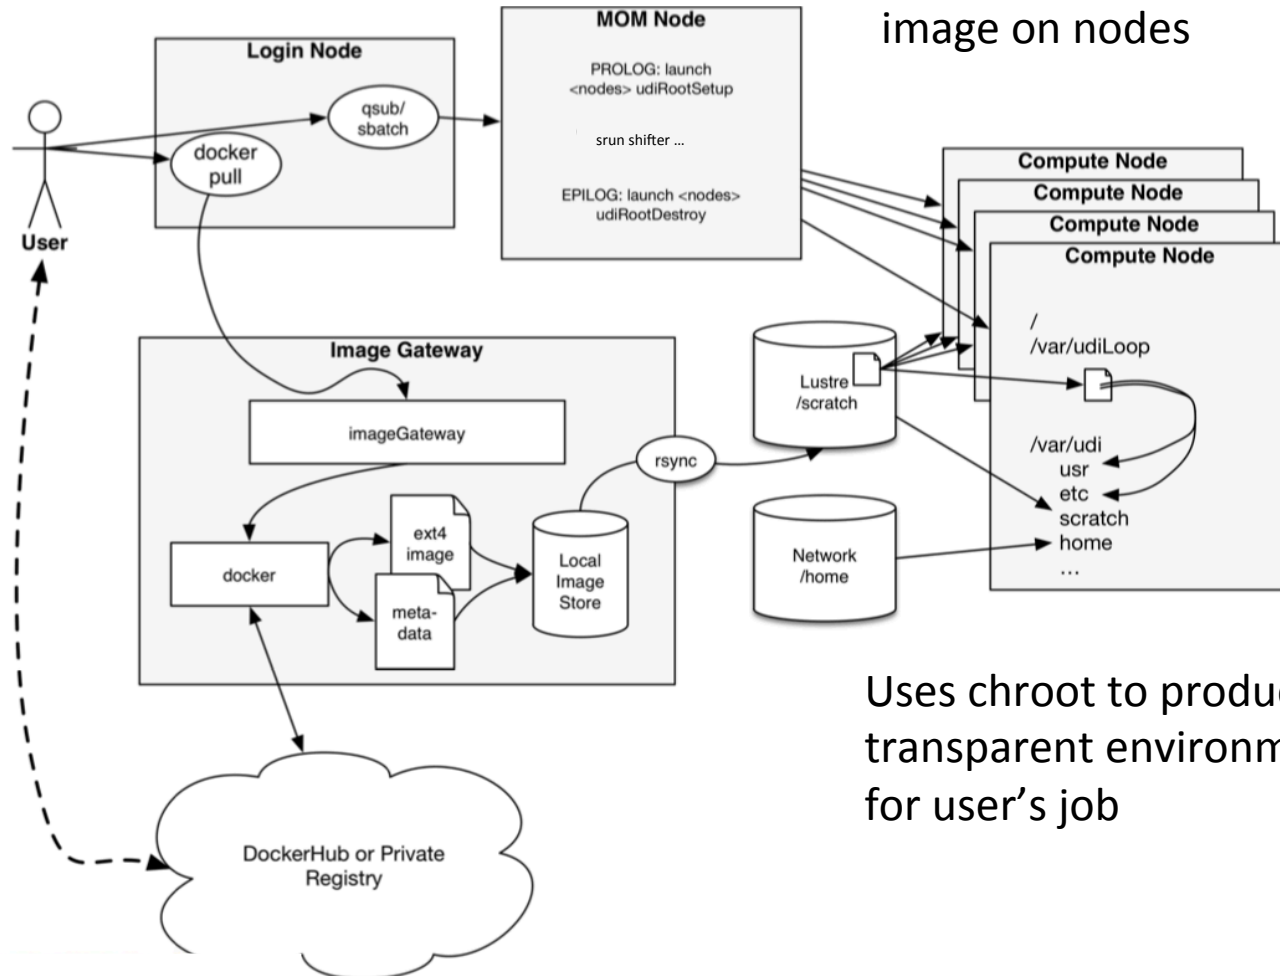 image on nodes
MOM Node
PROLOG: launch
<nodes> udiRootSetup
srun shifter ...
EPILOG: launch <nodes>
udiRootDestroy
Login Node
qsub/
sbatch
docker
pull
User
Compute Node
Compute Node
Compute Node
Compute Node
/
/var/udiLoop
/var/udi
usr
etc
scratch
home
...
Image Gateway
imageGateway
docker
ext4
image
meta-
data
Local
Image
Store
rsync
Lustre
/scratch
Network
/home
Uses chroot to produ
transparent environm
for user’s job
DockerHub or Private
Registry